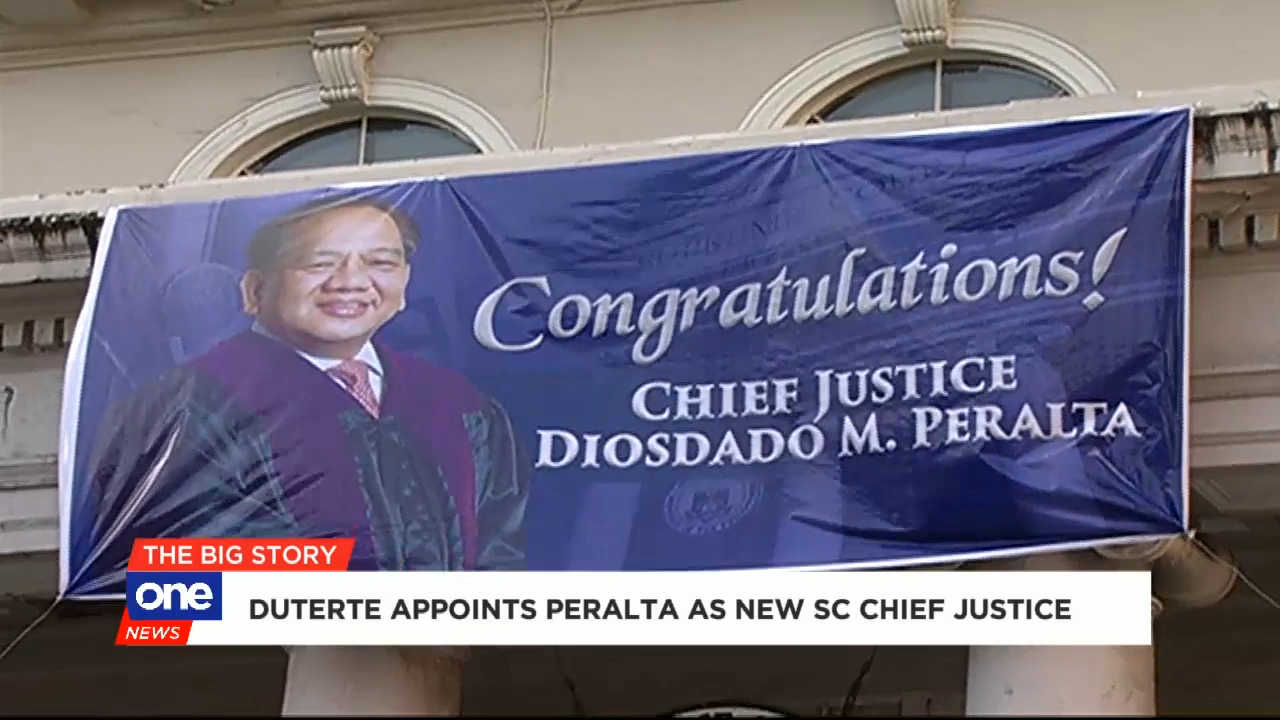 Congratulations!
CHIEF JUSTICE
DIOSDADO M. PERALTA
THE BIG STORY
one
NEWS
DUTERTE APPOINTS PERALTA AS NEW SC CHIEF JUSTICE